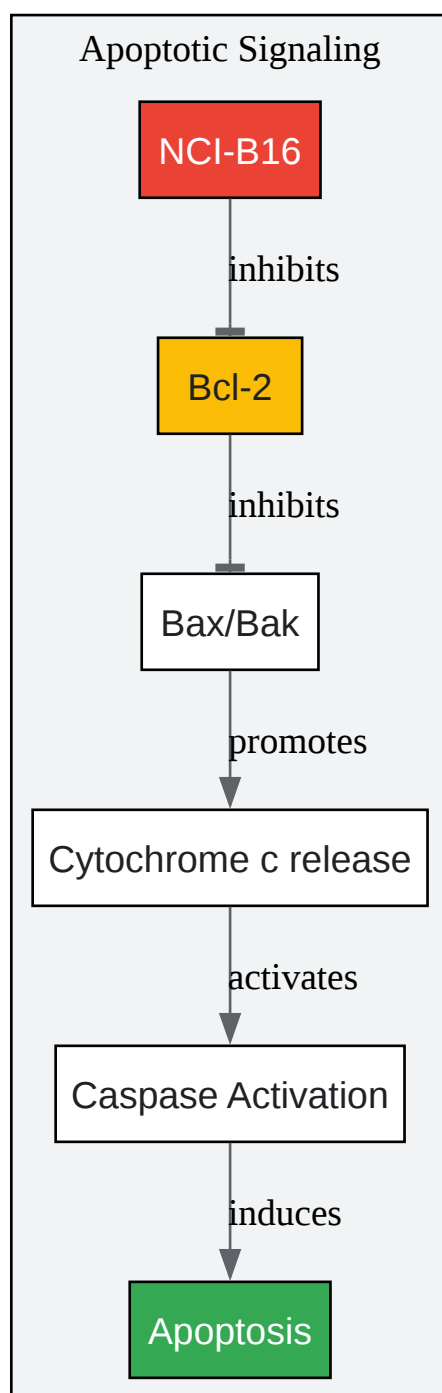 Apoptotic Signaling
NCI-B16
inhibits
Bcl-2
inhibits
Bax/Bak
promotes
Cytochrome c release
activates
Caspase Activation
induces
Apoptosis